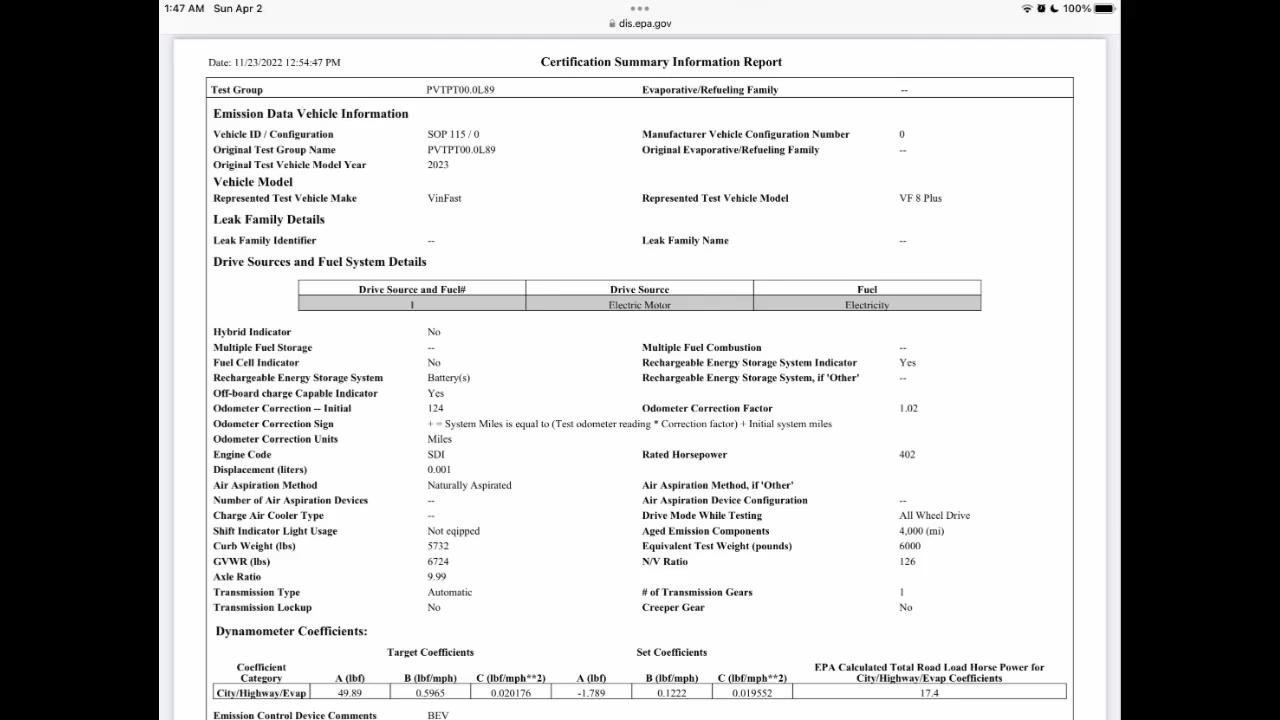 1:47 AM Sun Apr 2
100%
dis.epa.gov
Date: 11/23/2022 12:54:47 PM Certification Summary Information Report
Test Group PVTPT00.0L89 Evaporative/Refueling Family --
Emission Data Vehicle Information
Vehicle ID / Configuration SOP 115 / 0 Manufacturer Vehicle Configuration Number 0
Original Test Group Name PVTPT00.0L89 Original Evaporative/Refueling Family --
Original Test Vehicle Model Year 2023
Vehicle Model
Represented Test Vehicle Make VinFast Represented Test Vehicle Model VF 8 Plus
Leak Family Details
Leak Family Identifier -- Leak Family Name --
Drive Sources and Fuel System Details
Drive Source and Fuel# Drive Source Fuel
1 Electric Motor Electricity
Hybrid Indicator No
Multiple Fuel Storage -- Multiple Fuel Combustion --
Fuel Cell Indicator No Rechargeable Energy Storage System Indicator Yes
Rechargeable Energy Storage System Battery(s) Rechargeable Energy Storage System, if 'Other' --
Off-board charge Capable Indicator Yes
Odometer Correction -- Initial 124 Odometer Correction Factor 1.02
Odometer Correction Sign + = System Miles is equal to (Test odometer reading * Correction factor) + Initial system miles
Odometer Correction Units Miles
Engine Code SDI Rated Horsepower 402
Displacement (liters) 0.001
Air Aspiration Method Naturally Aspirated Air Aspiration Method, if 'Other'
Number of Air Aspiration Devices -- Air Aspiration Device Configuration --
Charge Air Cooler Type -- Drive Mode While Testing All Wheel Drive
Shift Indicator Light Usage Not eqipped Aged Emission Components 4,000 (mi)
Curb Weight (lbs) 5732 Equivalent Test Weight (pounds) 6000
GVWR (lbs) 6724 N/V Ratio 126
Axle Ratio 9.99
Transmission Type Automatic # of Transmission Gears 1
Transmission Lockup No Creeper Gear No
Dynamometer Coefficients:
Target Coefficients Set Coefficients
Coefficient Category A (lbf) B (lbf/mph) C (lbf/mph**2) A (lbf) B (lbf/mph) C (lbf/mph**2) EPA Calculated Total Road Load Horse Power for City/Highway/Evap Coefficients
City/Highway/Evap 49.89 0.5965 0.020176 -1.789 0.1222 0.019552 17.4
Emission Control Device Comments BEV